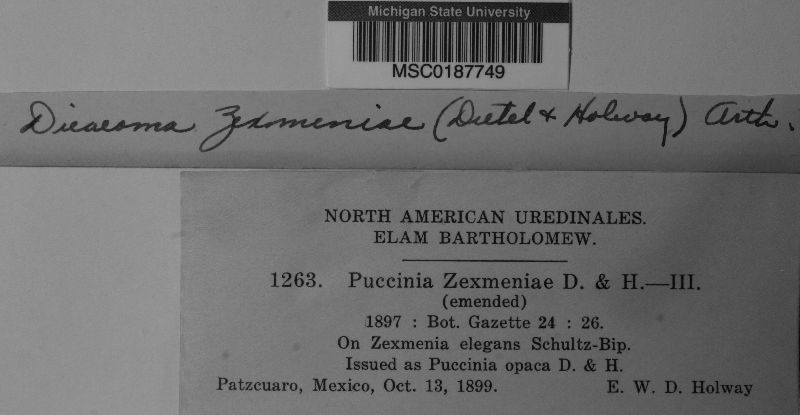 Michigan State University
MSC0187749
Dicaeoma Zexmeniae (Dietel & Holway) Arth.
NORTH AMERICAN UREDINALES.
ELAM BARTHOLOMEW.
1263. Puccinia Zexmeniae D. & H.—III.
(emended)
1897 : Bot. Gazette 24 : 26.
On Zexmenia elegans Schultz-Bip.
Issued as Puccinia opaca D. & H.
Patzcuaro, Mexico, Oct. 13, 1899. E. W. D. Holway